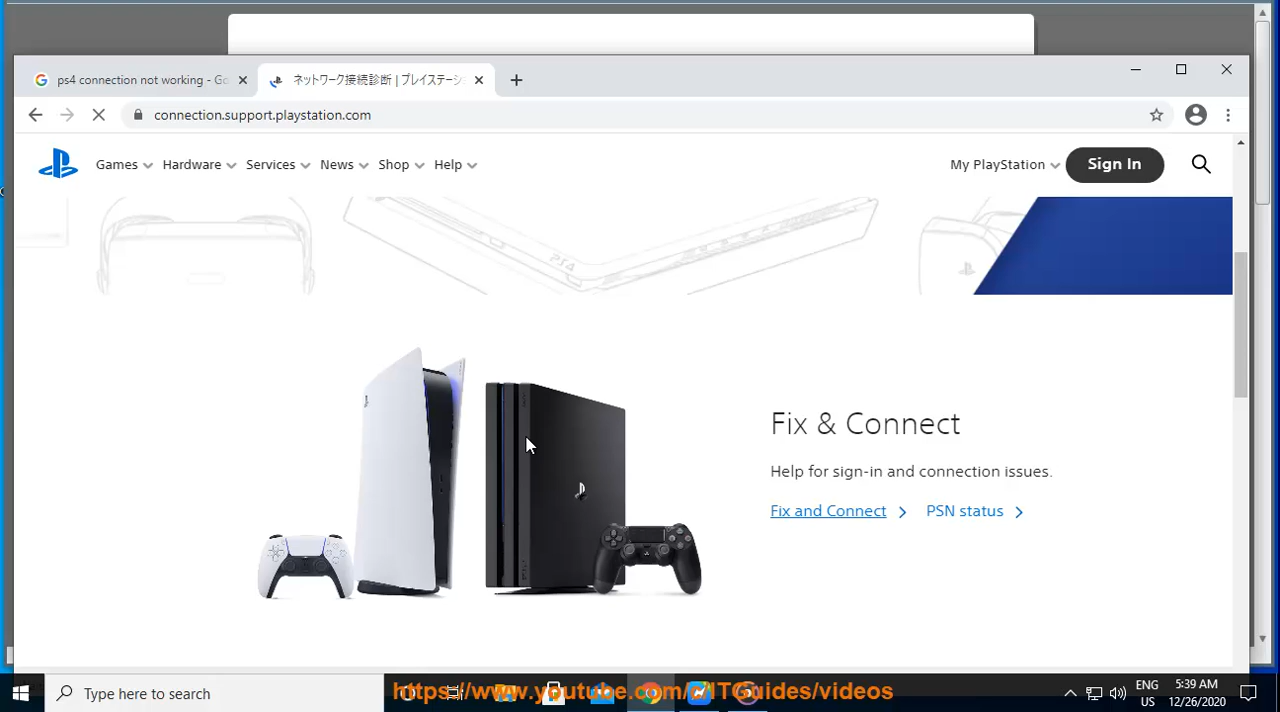 ps4 connection not working - Go
ネットワーク接続診断 | プレイステーシ
connection.support.playstation.com
Games Hardware Services News Shop Help My PlayStation Sign In
PS4
Fix & Connect
Help for sign-in and connection issues.
Fix and Connect PSN status
Type here to search
https://www.youtube.com/c/ITGuides/videos
ENG
US
5:39 AM
12/26/2020